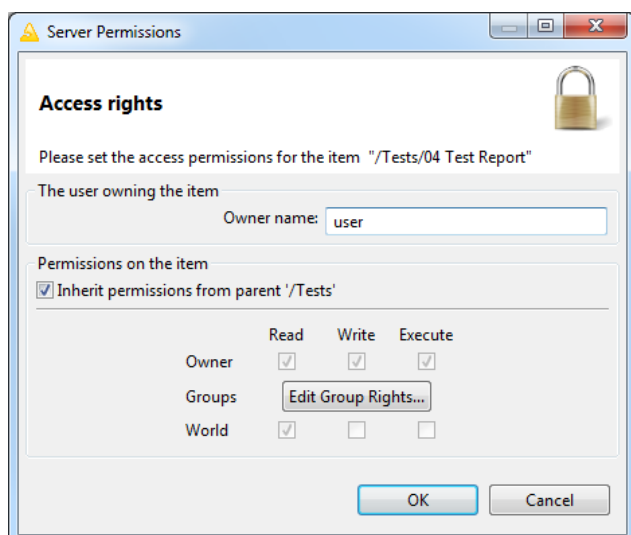 Server Permissions
Access rights
Please set the access permissions for the item "/Tests/04 Test Report"
The user owning the item
Owner name: user
Permissions on the item
Inherit permissions from parent '/Tests'
Read Write Execute
Owner
Groups Edit Group Rights...
World
OK Cancel